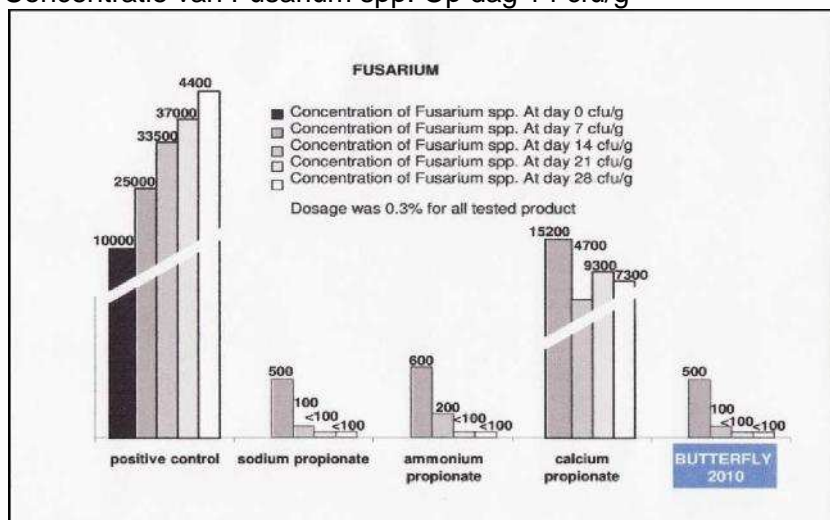 Concentratie van Fusarium spp. Op dag 14 cfu/g
FUSARIUM
Concentration of Fusarium spp. At day 0 cfu/g
Concentration of Fusarium spp. At day 7 cfu/g
Concentration of Fusarium spp. At day 14 cfu/g
Concentration of Fusarium spp. At day 21 cfu/g
Concentration of Fusarium spp. At day 28 cfu/g
Dosage was 0.3% for all tested product
10000
25000
33500
37000
4400
500
100
<100
<100
600
200
<100
<100
15200
4700
9300
7300
500
100
<100
<100
positive control
sodium propionate
ammonium
propionate
calcium
propionate
BUTTERFLY
2010